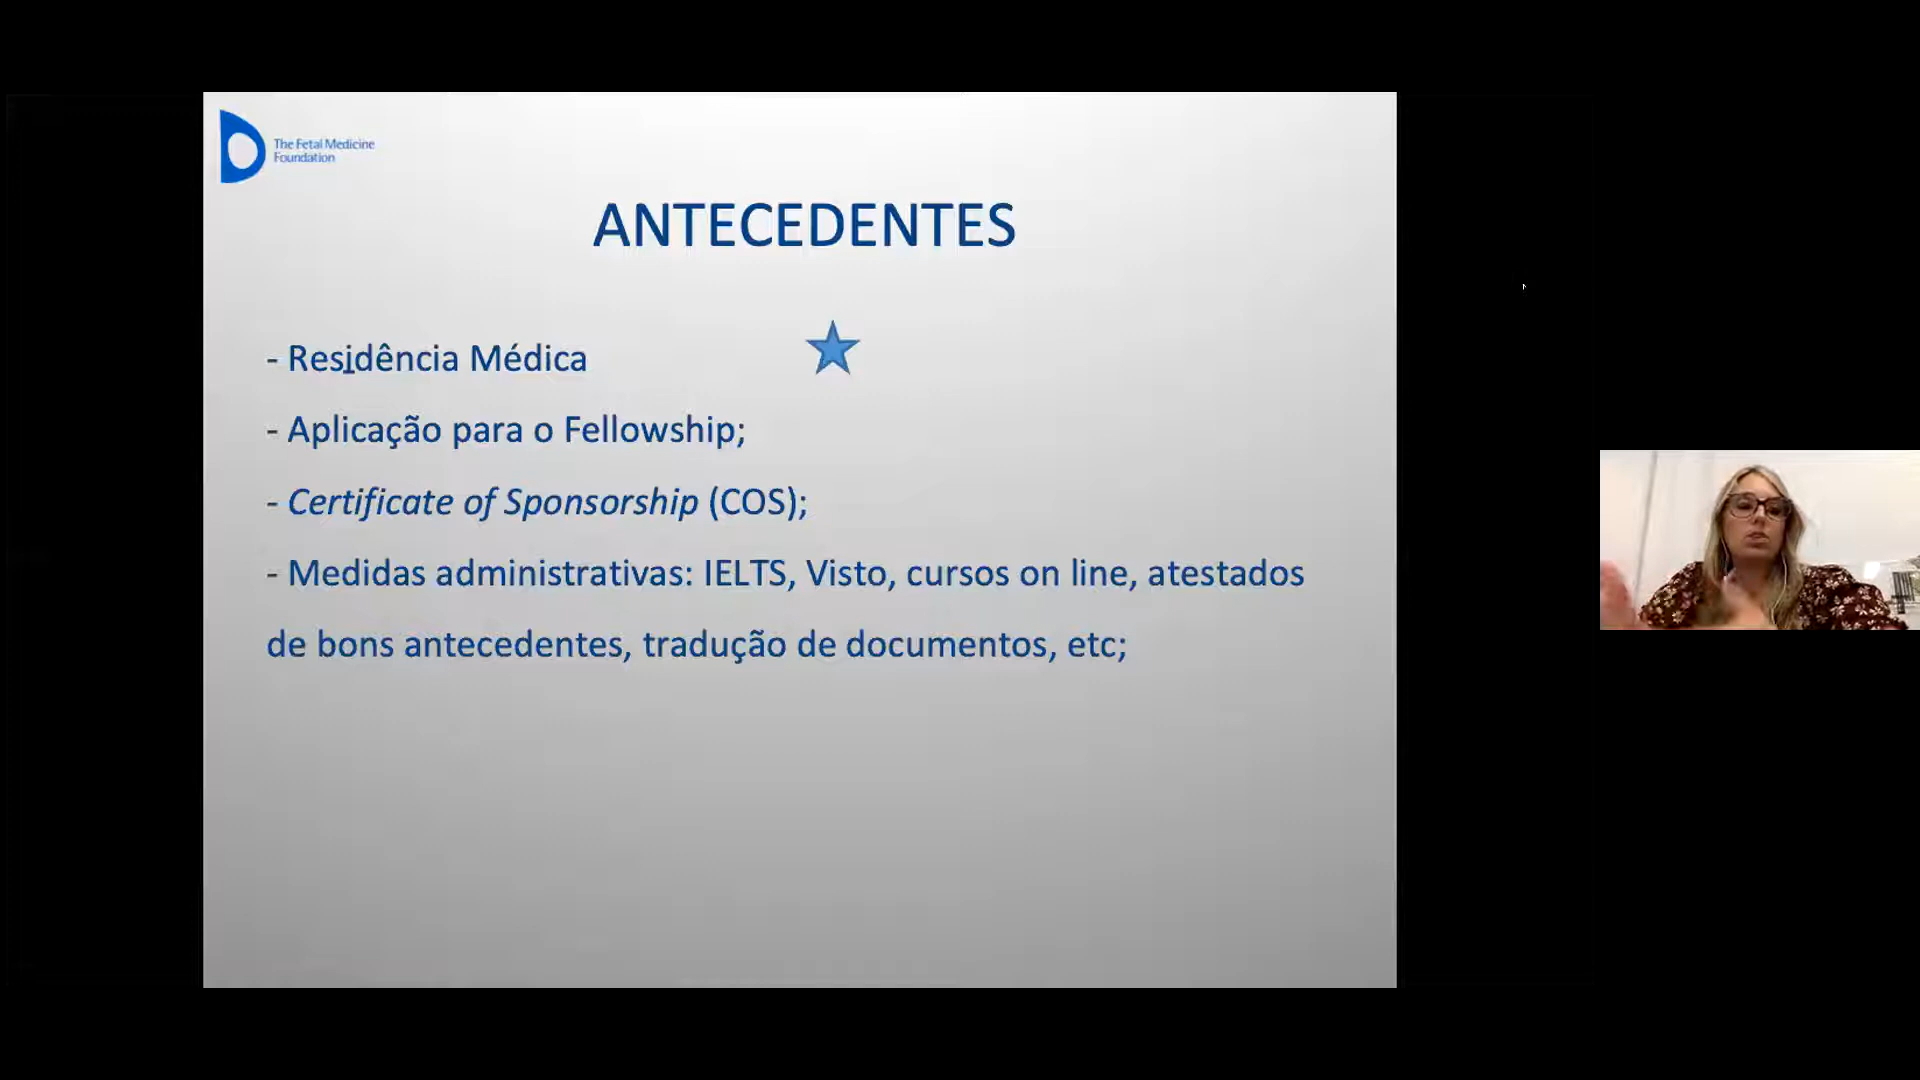 The Fetal Medicine
Foundation
ANTECEDENTES
- Residência Médica
- Aplicação para o Fellowship;
- Certificate of Sponsorship (COS);
- Medidas administrativas: IELTS, Visto, cursos on line, atestados
de bons antecedentes, tradução de documentos, etc;